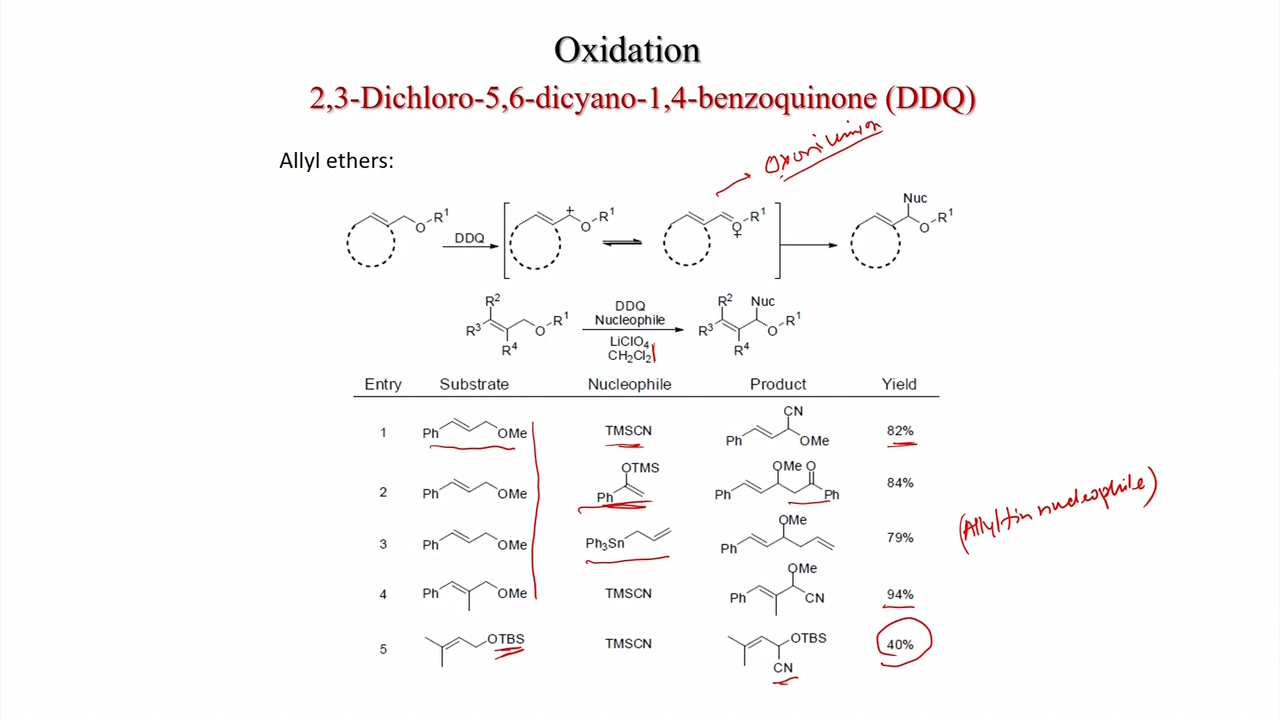 Oxidation
2,3-Dichloro-5,6-dicyano-1,4-benzoquinone (DDQ)
Oxonium ion
Allyl ethers:
O R¹ DDQ + O R¹ O + R¹ Nuc O R¹
R² R³ R⁴ O R¹ DDQ Nucleophile LiClO₄ CH₂Cl₂ R² Nuc R³ R⁴ O R¹
Entry Substrate Nucleophile Product Yield
1 Ph OMe TMSCN Ph CN OMe 82%
2 Ph OMe OTMS Ph Ph OMe O Ph 84%
3 Ph OMe Ph₃Sn Ph OMe 79%
(Allyltin nucleophile)
4 Ph OMe TMSCN Ph OMe CN 94%
5 OTBS TMSCN OTBS CN 40%